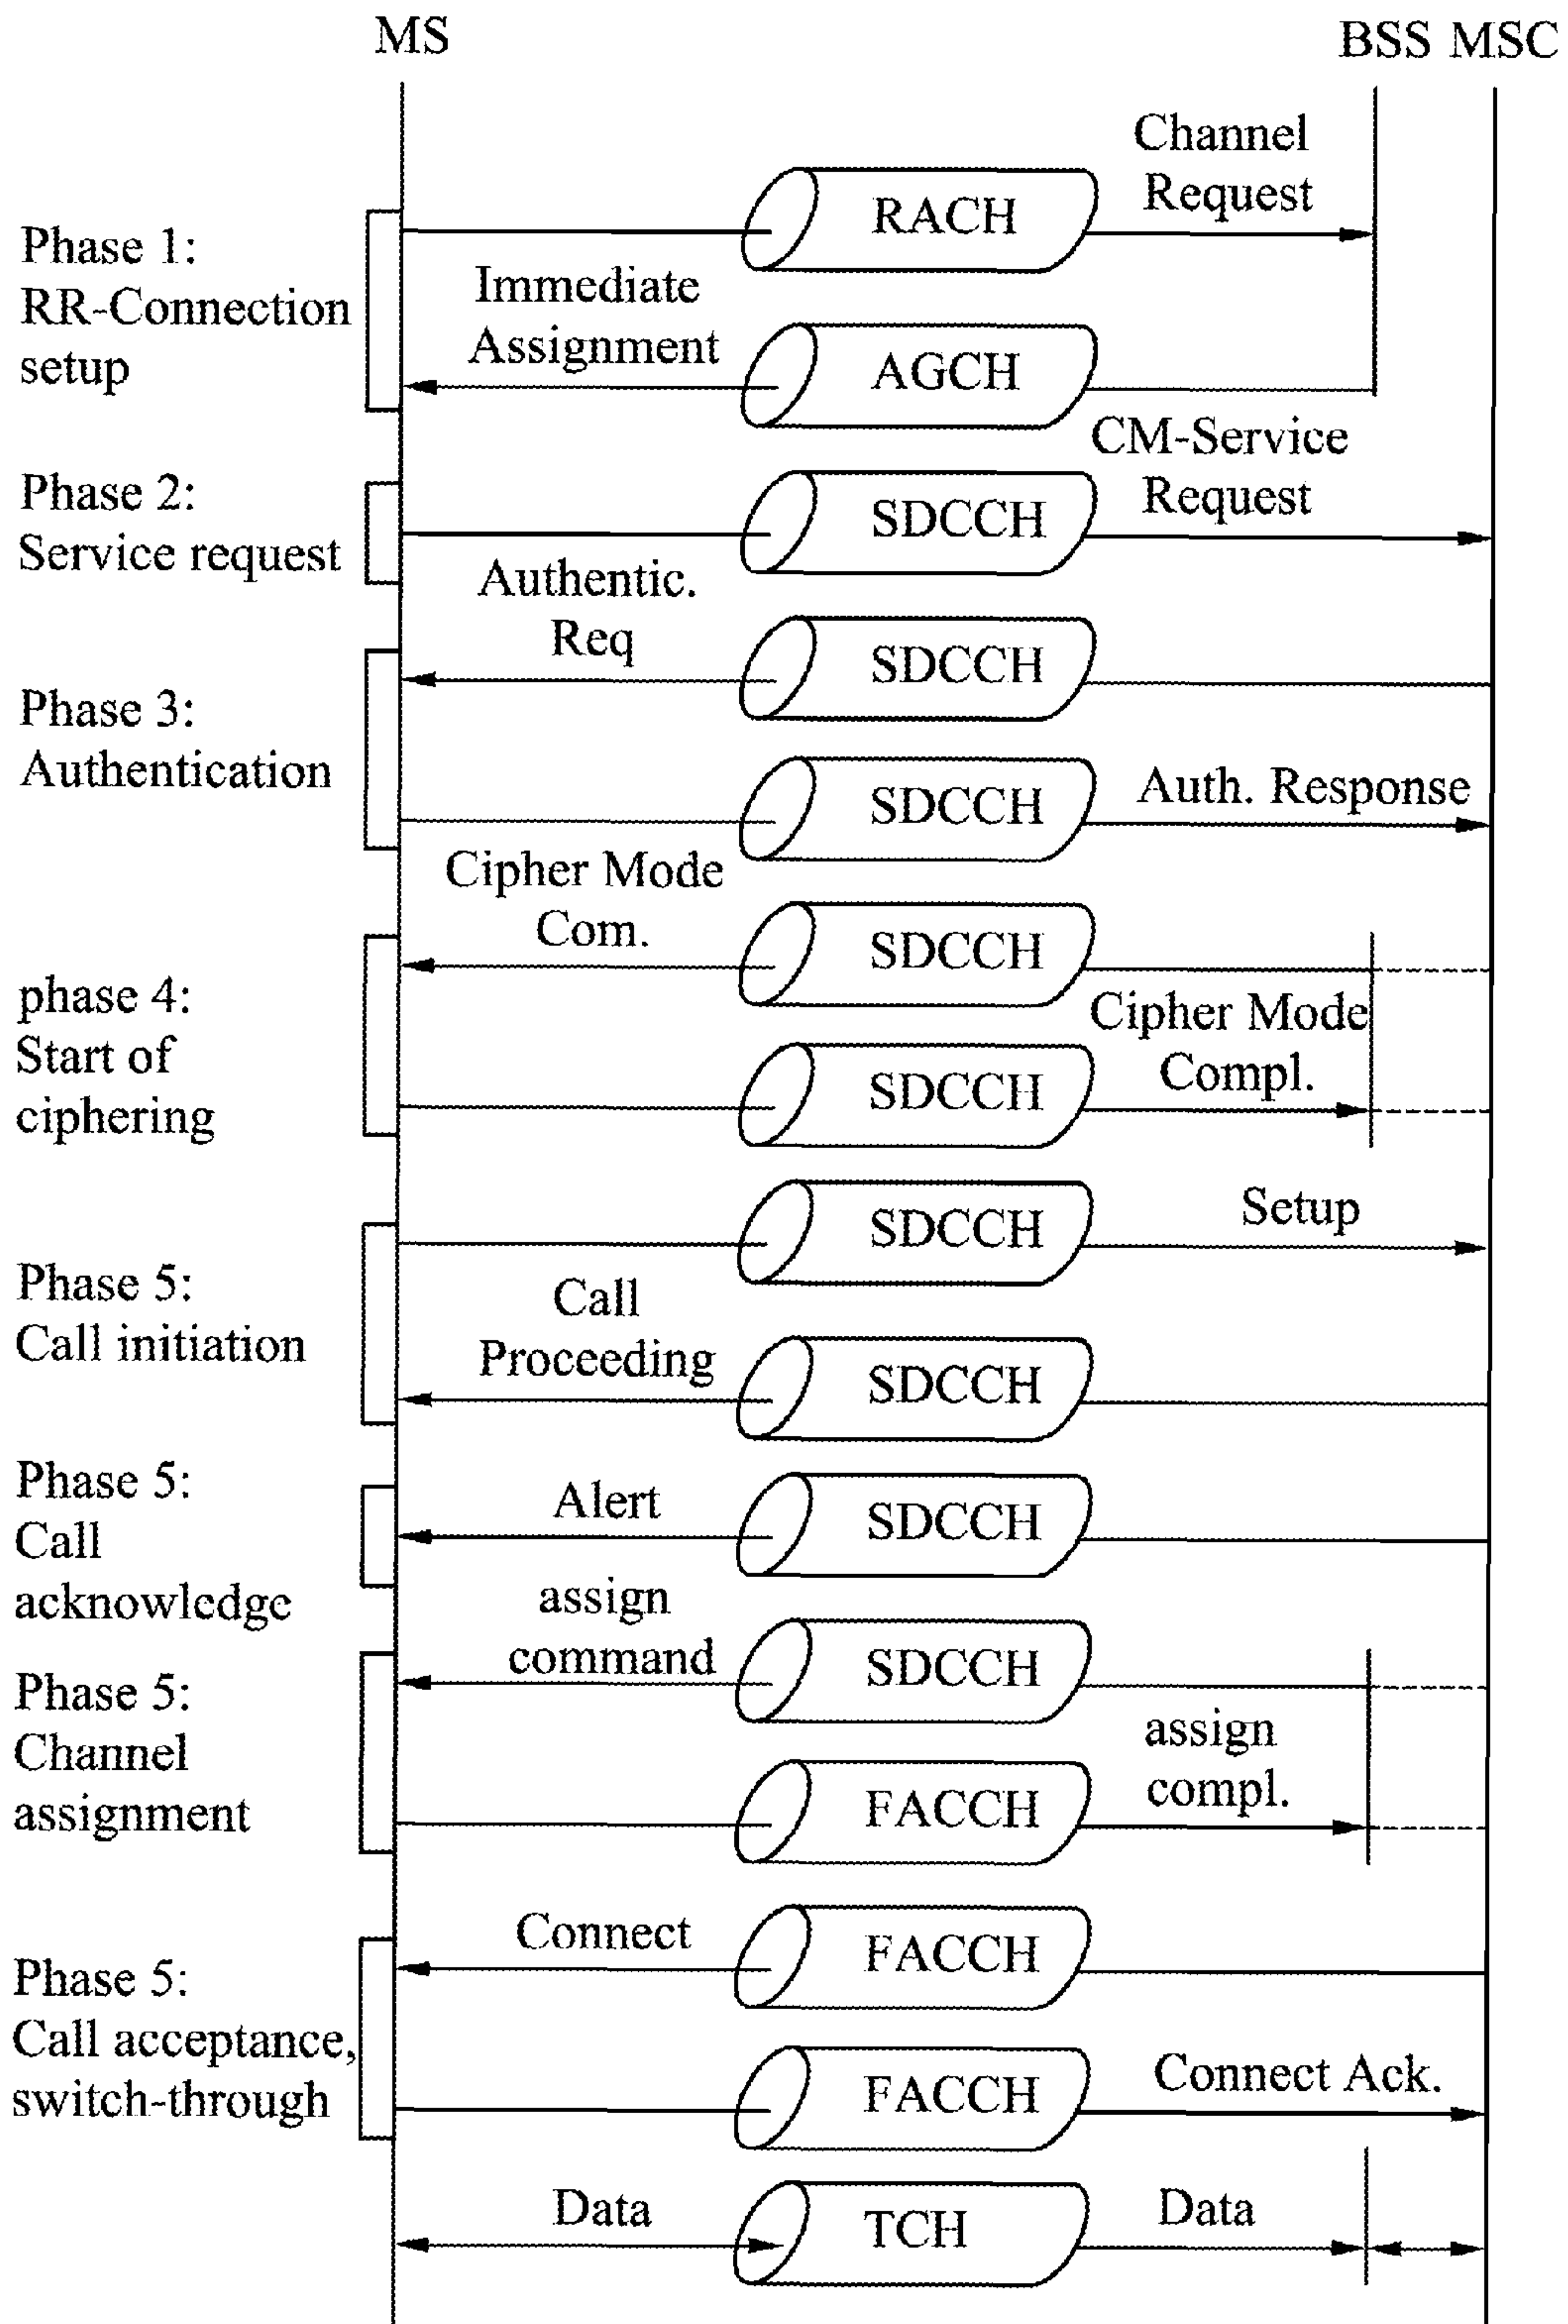 MS
BSS MSC
Channel
Request
RACH
Phase 1:
RR-Connection
setup
Immediate
Assignment
AGCH
CM-Service
Request
Phase 2:
Service request
SDCCH
Authentic.
Req
SDCCH
Phase 3:
Authentication
SDCCH
Auth. Response
Cipher Mode
Com.
SDCCH
phase 4:
Start of
ciphering
Cipher Mode
Compl.
SDCCH
SDCCH
Setup
Phase 5:
Call initiation
Call
Proceeding
SDCCH
Phase 5:
Call
acknowledge
Alert
SDCCH
assign
command
SDCCH
Phase 5:
Channel
assignment
assign
compl.
FACCH
Connect
FACCH
Phase 5:
Call acceptance,
switch-through
FACCH
Connect Ack.
Data
TCH
Data